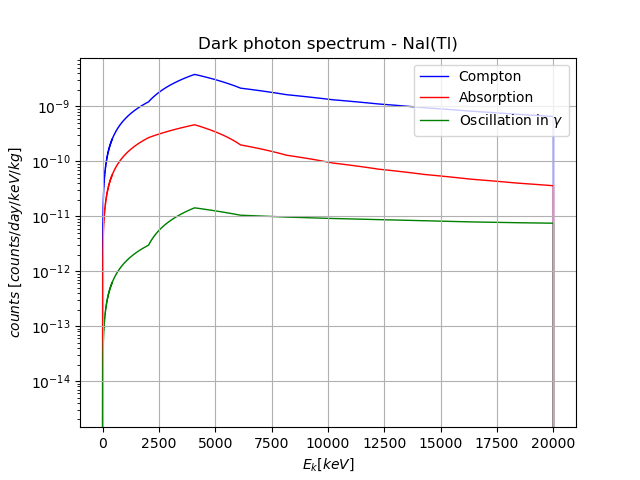 Dark photon spectrum - NaI(Tl)
Compton
Absorption
Oscillation in γ
10⁻⁹
10⁻¹⁰
10⁻¹¹
10⁻¹²
10⁻¹³
10⁻¹⁴
counts [counts/day/keV/kg]
0 2500 5000 7500 10000 12500 15000 17500 20000
E_k[keV]